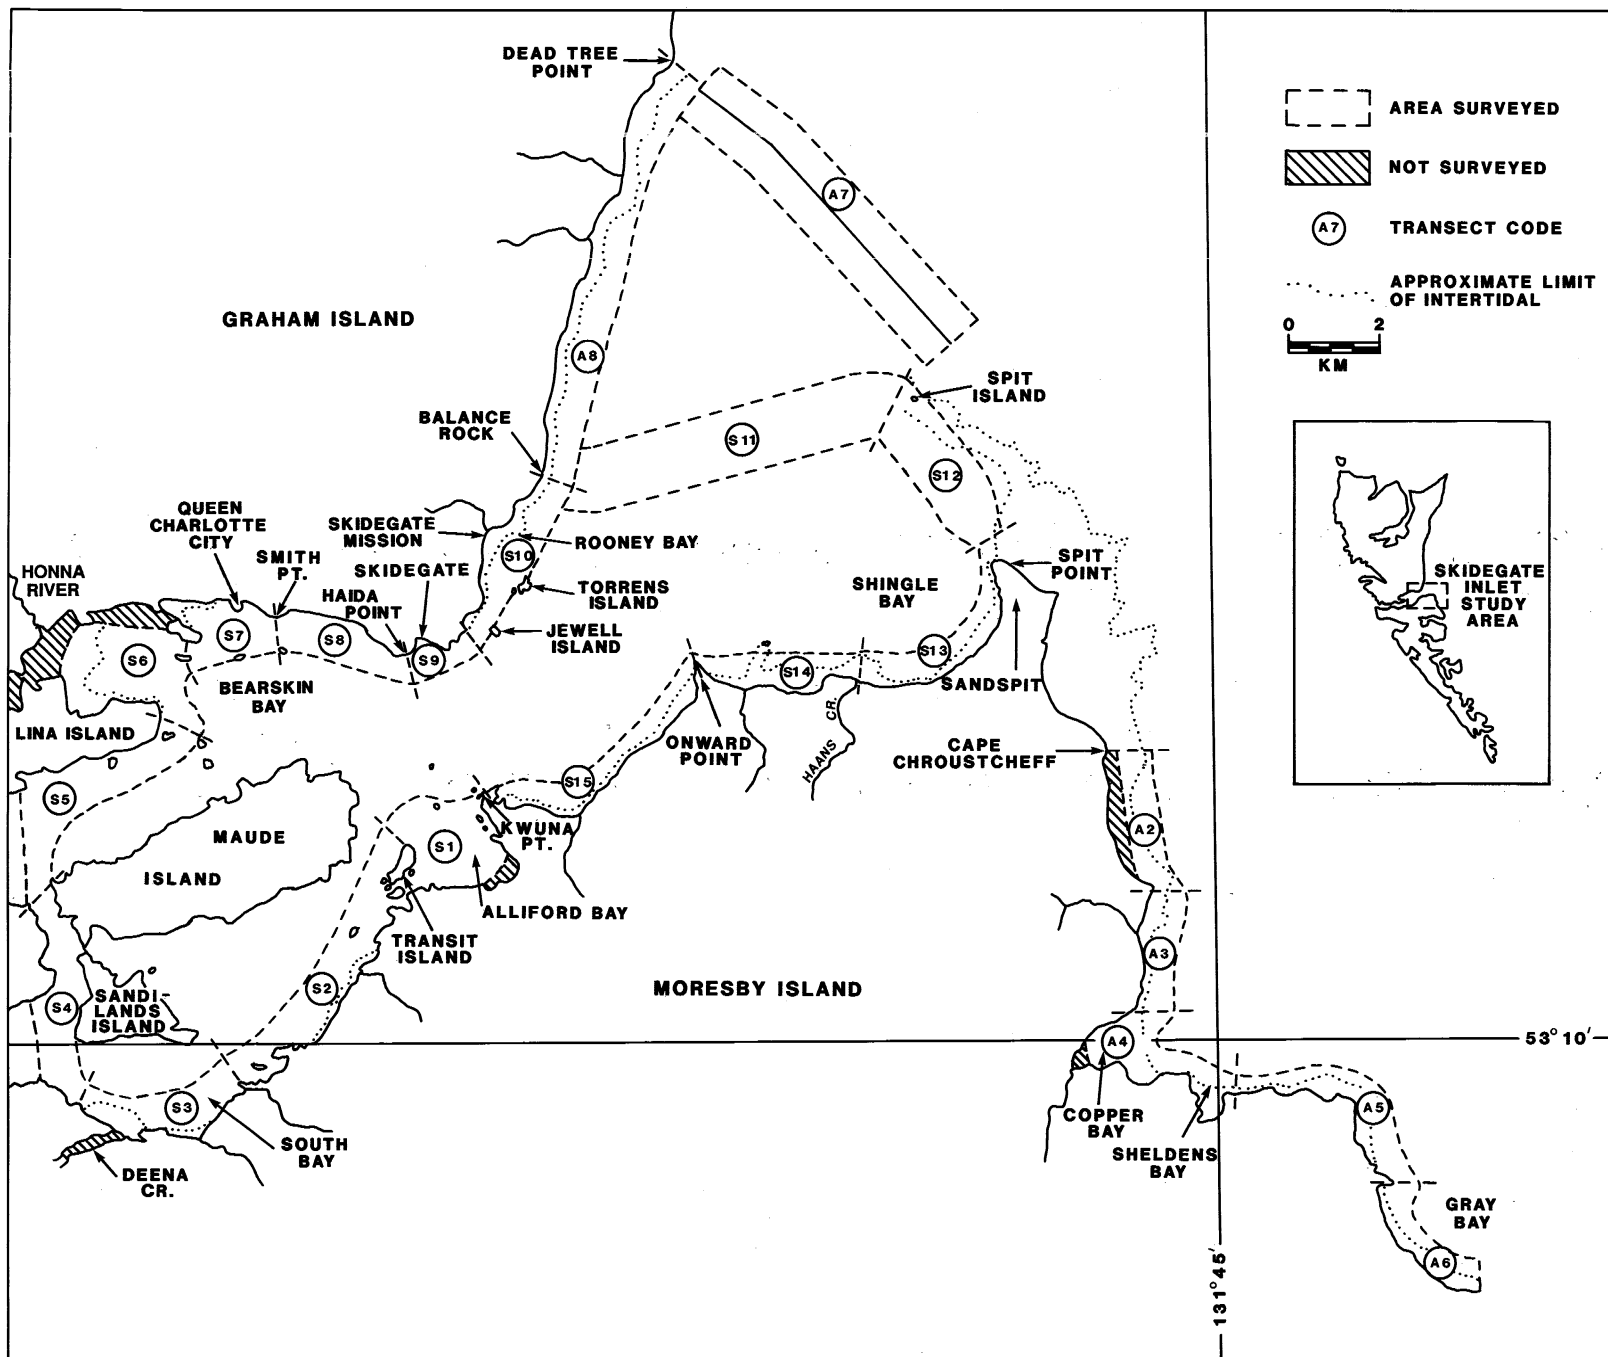 DEAD TREE
POINT
AREA SURVEYED
NOT SURVEYED
A7
TRANSECT CODE
APPROXIMATE LIMIT
OF INTERTIDAL
0 2
KM
A7
GRAHAM ISLAND
A8
SPIT
ISLAND
BALANCE
ROCK
S11
S12
QUEEN
CHARLOTTE
CITY
SKIDEGATE
MISSION
ROONEY BAY
S10
SMITH
PT.
SKIDEGATE
HONNA
RIVER
HAIDA
POINT
TORRENS
ISLAND
JEWELL
ISLAND
SHINGLE
BAY
SPIT
POINT
SKIDEGATE
INLET
STUDY
AREA
S7
S8
S9
S6
S13
S14
SANDSPIT
BEARSKIN
BAY
LINA ISLAND
ONWARD
POINT
HAANS CR.
CAPE
CHROUSTCHEFF
S5
S15
KWUNA
PT.
S1
A2
MAUDE
ISLAND
ALLIFORD BAY
TRANSIT
ISLAND
A3
S2
MORESBY ISLAND
S4
SANDI-
LANDS
ISLAND
A4
53° 10'
S3
COPPER
BAY
A5
SOUTH
BAY
SHELDENS
BAY
DEENA
CR.
GRAY
BAY
A6
131° 45'